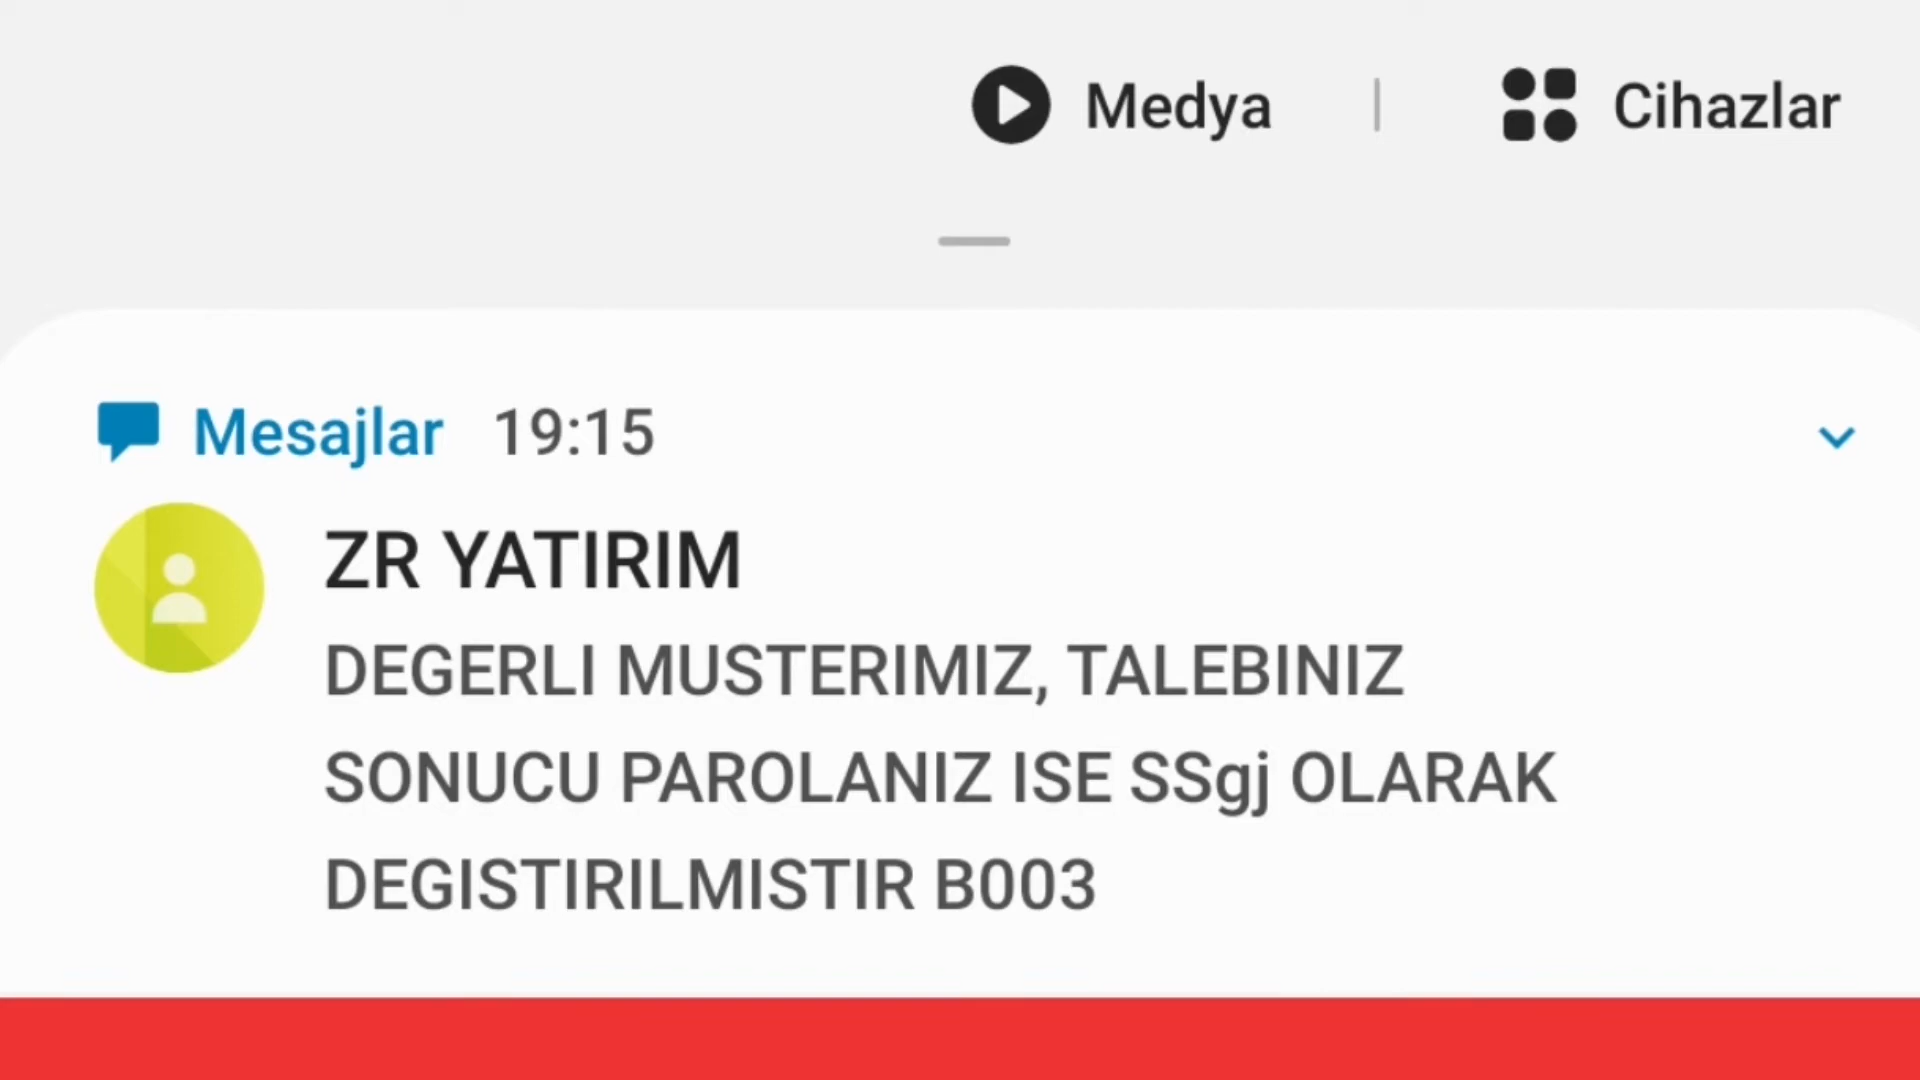 Medya | Cihazlar
Mesajlar 19:15
ZR YATIRIM
DEGERLI MUSTERIMIZ, TALEBINIZ
SONUCU PAROLANIZ ISE SSgj OLARAK
DEGISTIRILMISTIR B003